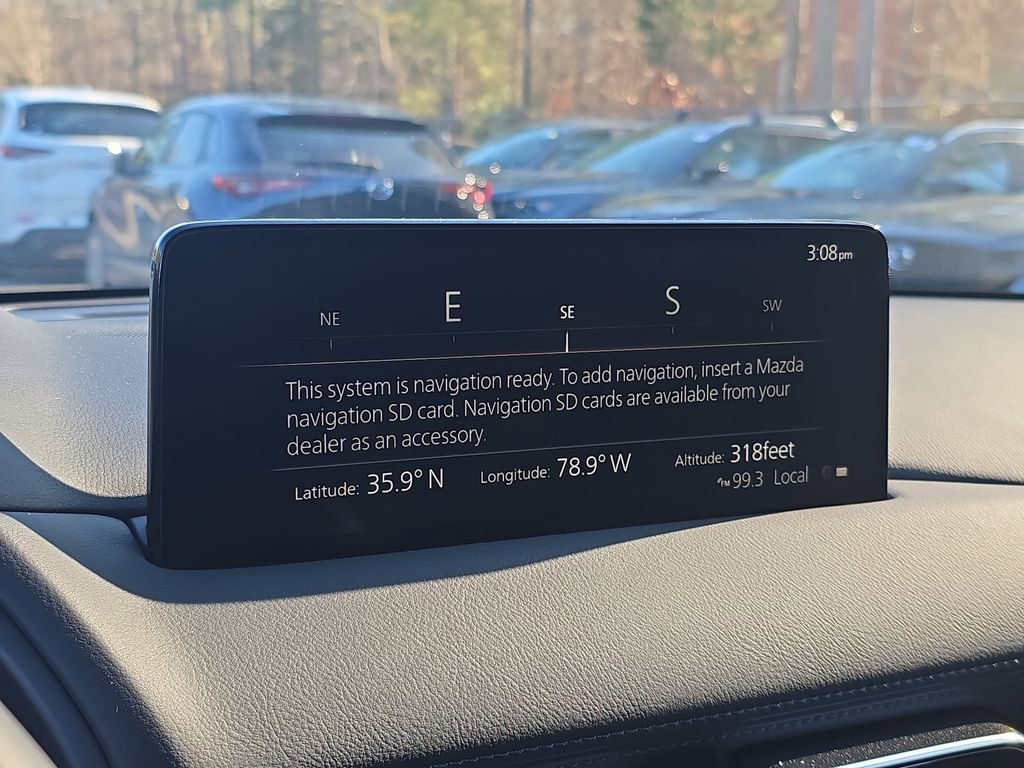 3:08pm
NE E SE S SW
This system is navigation ready. To add navigation, insert a Mazda
navigation SD card. Navigation SD cards are available from your
dealer as an accessory.
Latitude: 35.9° N Longitude: 78.9° W Altitude: 318feet
FM 99.3 Local